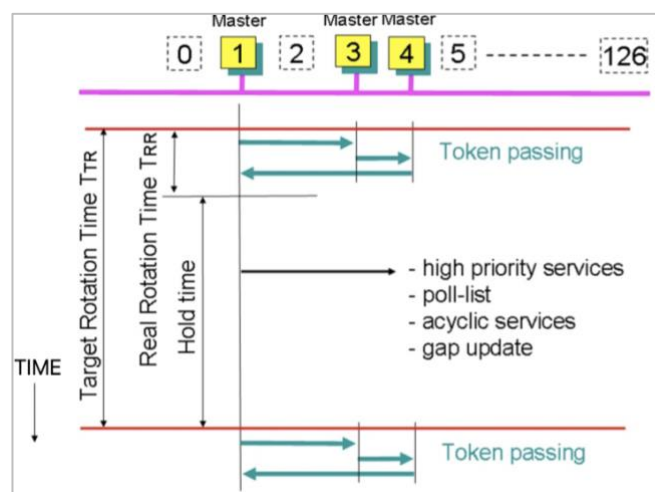 Master Master Master
0 1 2 3 4 5 126
Token passing
Target Rotation Time TTR
Real Rotation Time TRR
Hold time
- high priority services
- poll-list
- acyclic services
- gap update
TIME
Token passing